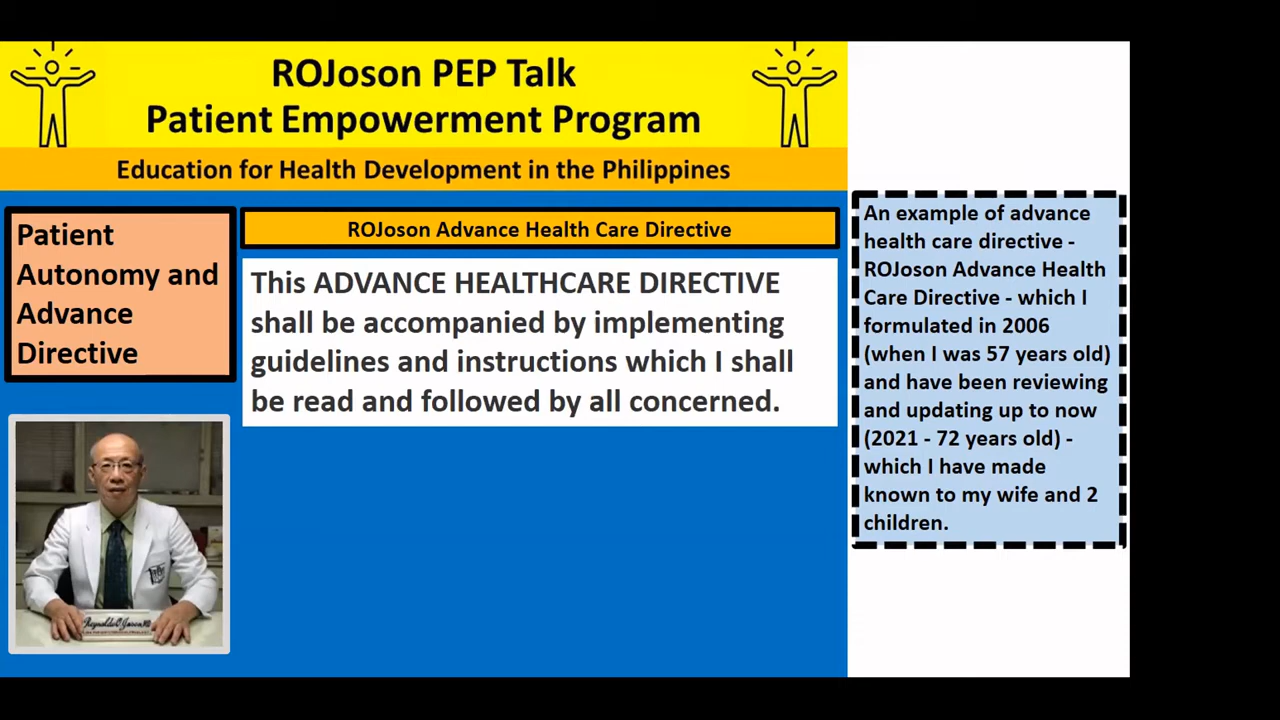 ROJoson PEP Talk
Patient Empowerment Program
Education for Health Development in the Philippines
Patient
Autonomy and
Advance
Directive
ROJoson Advance Health Care Directive
This ADVANCE HEALTHCARE DIRECTIVE
shall be accompanied by implementing
guidelines and instructions which I shall
be read and followed by all concerned.
An example of advance
health care directive -
ROJoson Advance Health
Care Directive - which I
formulated in 2006
(when I was 57 years old)
and have been reviewing
and updating up to now
(2021 - 72 years old) -
which I have made
known to my wife and 2
children.